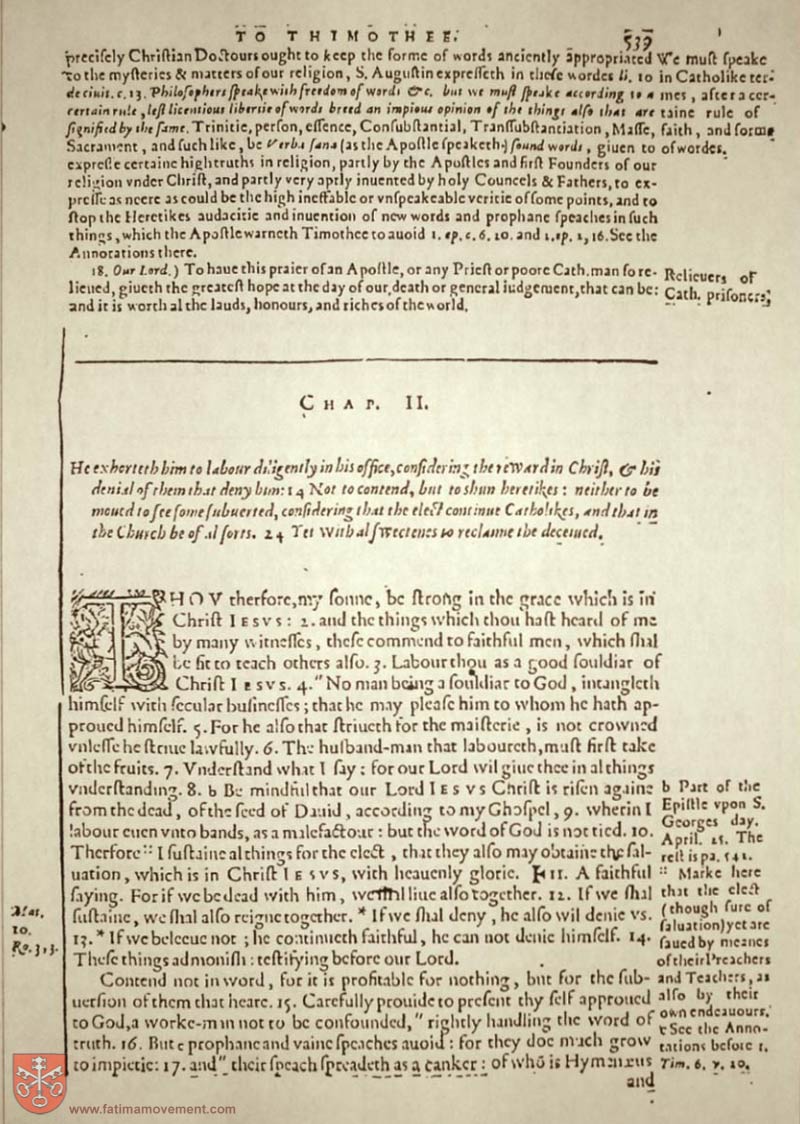 TO THIMOTHEE.
539
precisely Christian Doctours ought to keep the forme of words anciently appropriated
to the mysteries & matters of our religion, S. Augustin expresseth in these wordes li. 10
de ciuit. c. 13. Philosophers speake with freedom of words &c. but we must speake according to a
certain rule, lest licentious libertie of words breed an impious opinion of the things also that are
signified by the same. Trinitie, person, essence, Consubstantial, Transsubstanciation, Masse,
Sacrament, and such like, be Verba sana (as the Apostle speaketh) sound words, giuen to
expresse certaine high truths in religion, partly by the Apostles and first Founders of our
religion vnder Christ, and partly very aptly inuented by holy Councels & Fathers, to ex-
presse as neere as could be the high ineffable or vnspeakeable veritie of some points, and to
stop the Heretikes audacitie and inuention of new words and prophane speaches in such
things, which the Apostle warneth Timothee to auoid 1. ep. c. 6. 20. and 2. ep. 2, 16. See the
Annotations there.
We must speake
in Catholike ter-
mes, after a cer-
taine rule of
faith, and forme
of wordes.
18. Our Lord.) To haue this praier of an Apostle, or any Priest or poore Cath. man so re-
lieued, giueth the greatest hope at the day of our death or general iudgement, that can be:
and it is worth al the lauds, honours, and riches of the world.
Relieuers of
Cath. prisoners.
CHAP. II.
He exhorteth him to labour diligently in his office, considering the reward in Christ, & his
denial of them that deny him: 14 Not to contend, but to shun heretikes: neither to be
moued to see some subuerted, considering that the elect continue Catholikes, and that in
the Church be of al sorts. 24 Yet with al sweetenes to reclaime the deceiued.
THOV therfore, my sonne, be strong in the grace which is in
Christ IESVS: 2. and the things which thou hast heard of me
by many witnesses, these commend to faithful men, which shal
be fit to teach others also. 3. Labour thou as a good souldiar of
Christ IESVS. 4." No man being a souldiar to God, intangleth
himself with secular businesses; that he may please him to whom he hath ap-
proued himself. 5. For he also that striueth for the maisterie, is not crowned
vnlesse he striue lawfully. 6. The husband-man that laboureth, must first take
of the fruits. 7. Vnderstand what I say: for our Lord wil giue thee in al things
vnderstanding. 8. b Be mindful that our Lord IESVS Christ is risen againe
from the dead, of the seed of Dauid, according to my Ghospel, 9. wherin I
labour euen vnto bands, as a malefactour: but the word of God is not tied. 10.
Therfore :: I sustaine al things for the elect, that they also may obtaine the sal-
uation, which is in Christ IESVS, with heauenly glorie. 11. A faithful
saying. For if we be dead with him, we shal liue also together. 12. If we shal
sustaine, we shal also reigne together. * If we shal deny, he also wil denie vs.
13. * If we beleeue not; he continueth faithful, he can not denie himself. 14.
These things admonish: testifying before our Lord.
Contend not in word, for it is profitable for nothing, but for the sub-
uersion of them that heare. 15. Carefully prouide to present thy self approued
to God, a worke-man not to be confounded, " rightly handling the word of
truth. 16. But c prophane and vaine speaches auoid: for they doe much grow
to impietie: 17. and " their speach spreadeth as a canker: of whõ is Hymenæus
and
b Part of the
Epistle vpon S.
Georges day.
April. 23. The
rest is pa. 541.
:: Marke here
that the elect
(though sure of
saluation) yet are
saued by meanes
of their Preachers
and Teachers, as
also by their
own endeauours.
c See the Anno-
tations before 1.
Tim. 6. v. 20.
Mat.
10.
Ro. 3, 3.
www.fatimamovement.com